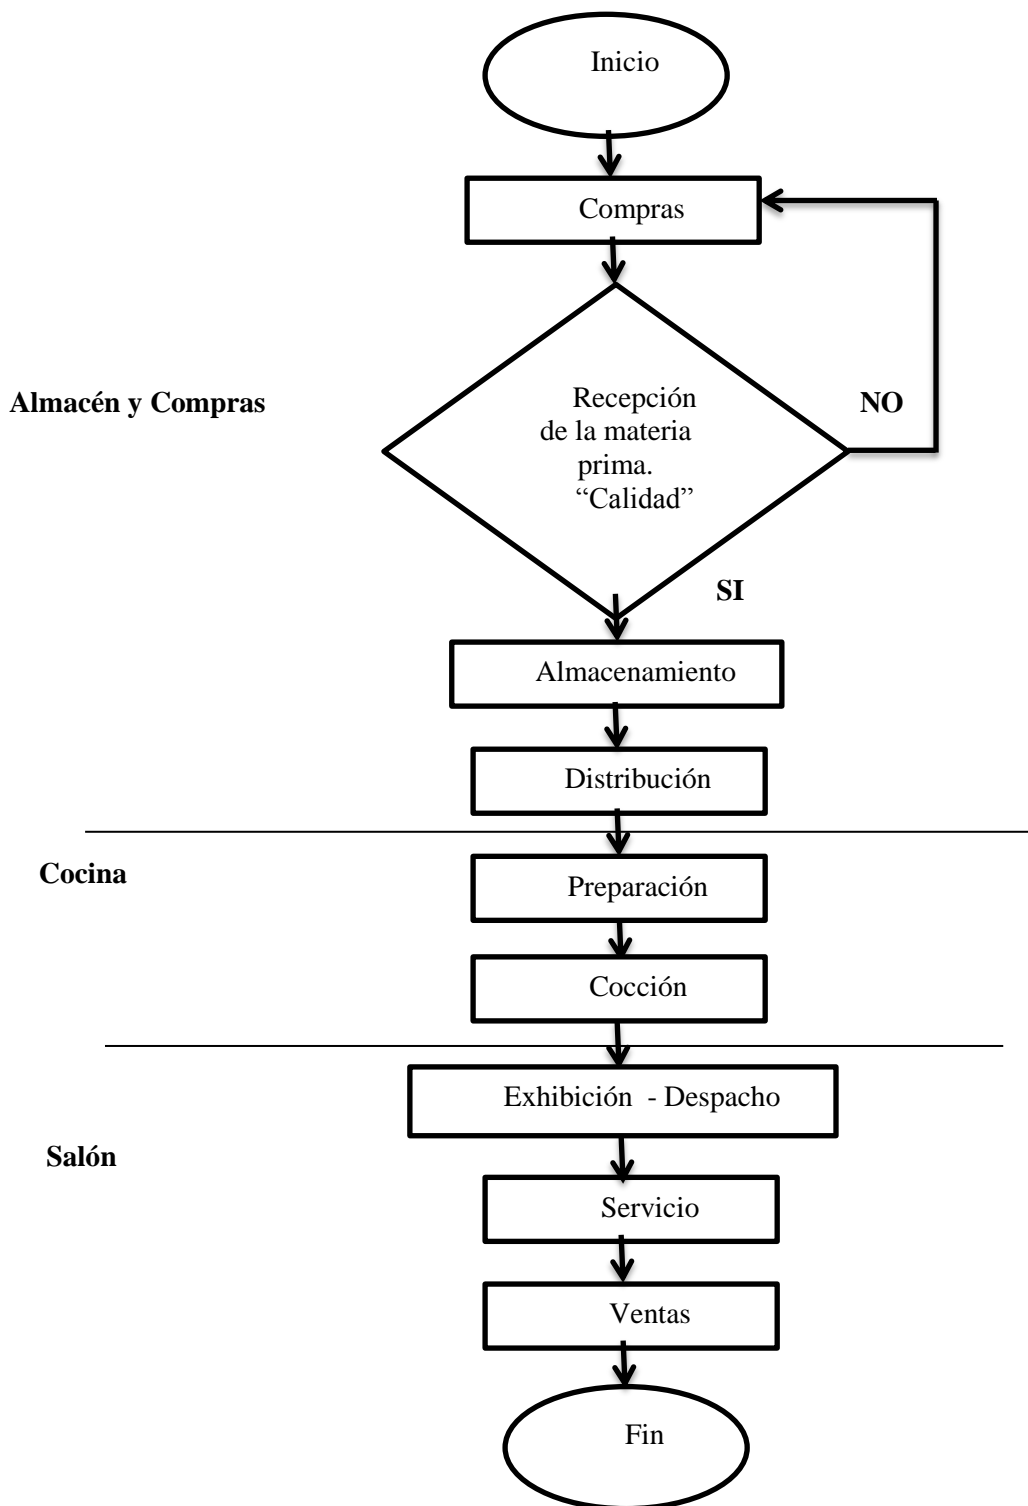 Inicio
Compras
Almacén y Compras
Recepción
de la materia
prima.
“Calidad”
NO
SI
Almacenamiento
Distribución
Cocina
Preparación
Cocción
Exhibición - Despacho
Salón
Servicio
Ventas
Fin